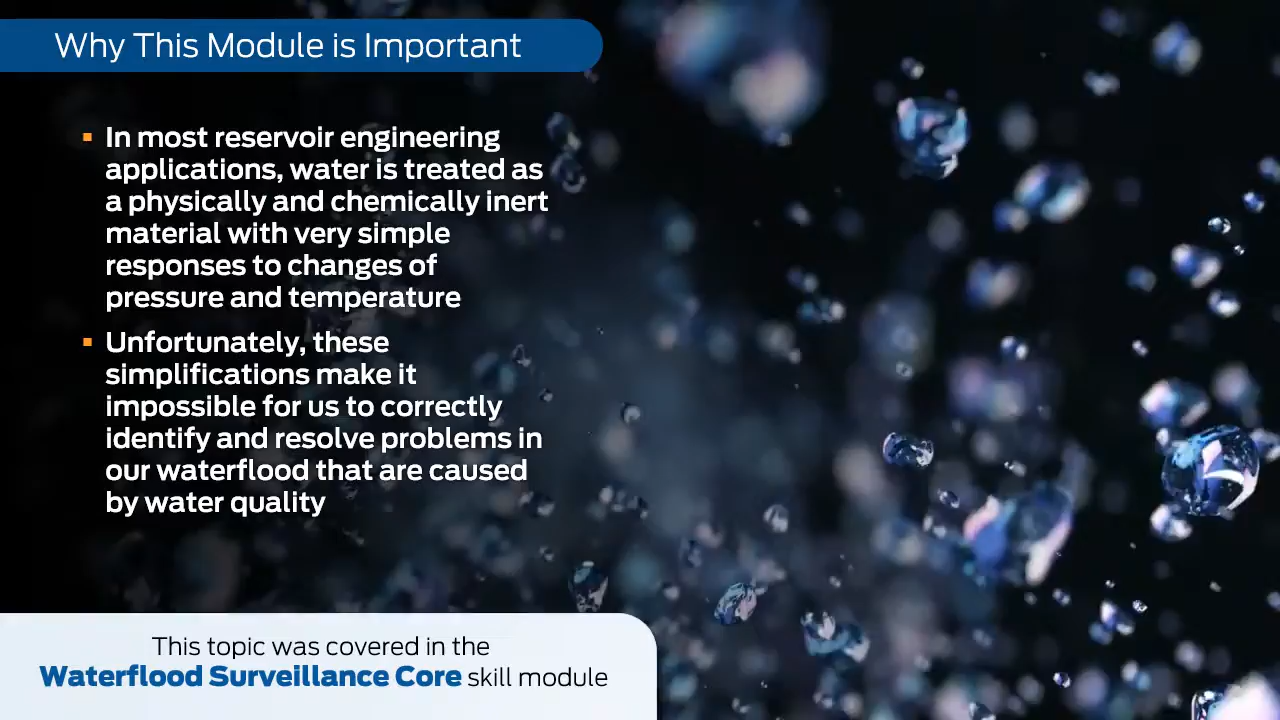 Why This Module is Important
In most reservoir engineering
applications, water is treated as
a physically and chemically inert
material with very simple
responses to changes of
pressure and temperature
Unfortunately, these
simplifications make it
impossible for us to correctly
identify and resolve problems in
our waterflood that are caused
by water quality
This topic was covered in the
Waterflood Surveillance Core skill module